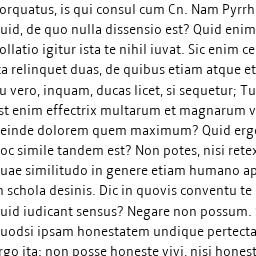 orquatus, is qui consul cum Cn. Nam Pyrrh
uid, de quo nulla dissensio est? Quid enim
ollatio igitur ista te nihil iuvat. Sic enim ce
a relinquet duas, de quibus etiam atque et
u vero, inquam, ducas licet, si sequetur; Tu
st enim effectrix multarum et magnarum v
einde dolorem quem maximum? Quid erg
oc simile tandem est? Non potes, nisi retex
uae similitudo in genere etiam humano ap
n schola desinis. Dic in quovis conventu te
uid iudicant sensus? Negare non possum.
uodsi ipsam honestatem undique pertecta
rgo ita: non posse honeste vivi, nisi honest